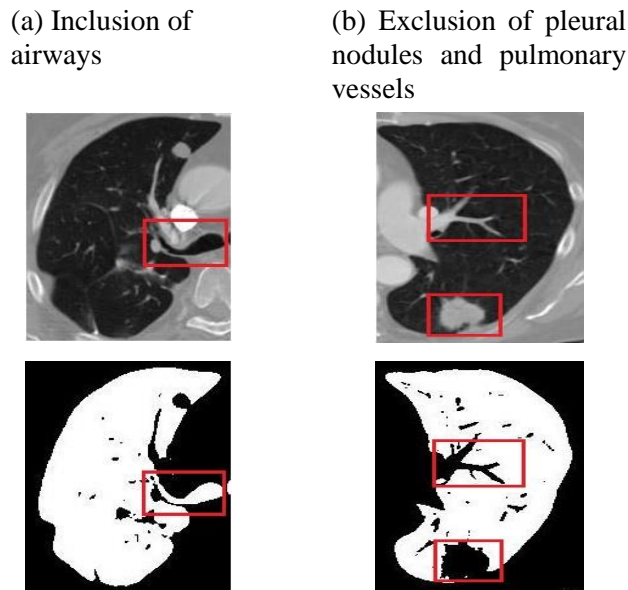 (a) Inclusion of
airways
(b) Exclusion of pleural
nodules and pulmonary
vessels